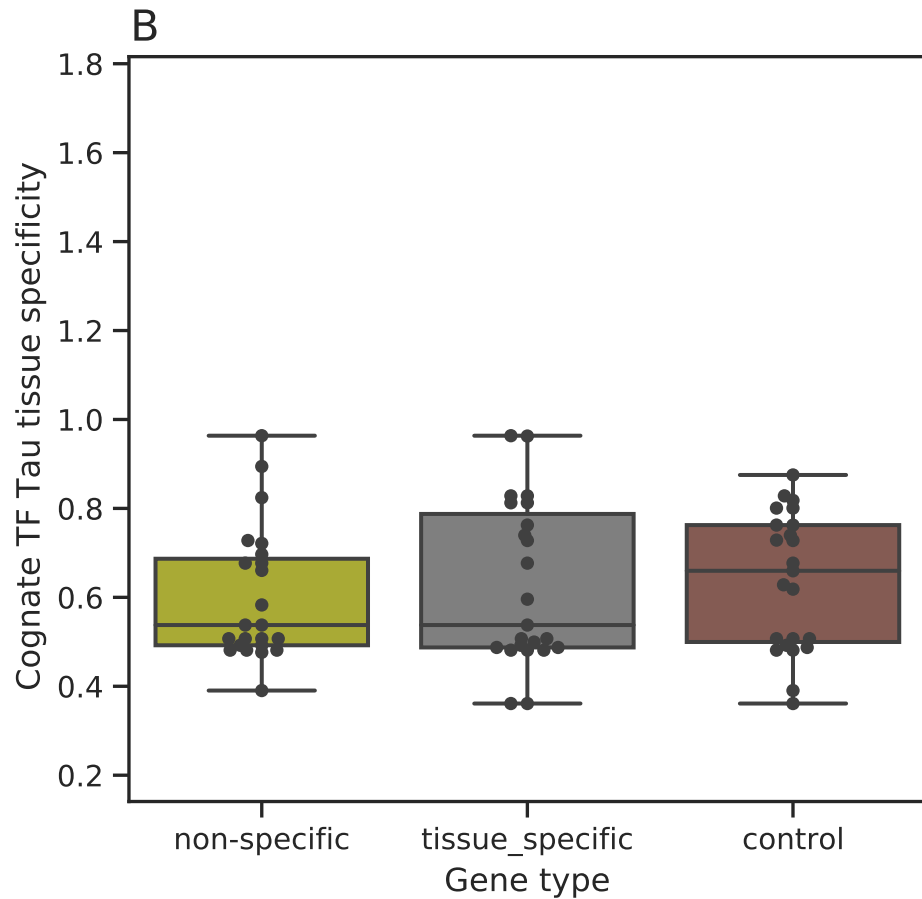 B
Cognate TF Tau tissue specificity
1.8
1.6
1.4
1.2
1.0
0.8
0.6
0.4
0.2
non-specific tissue_specific control
Gene type